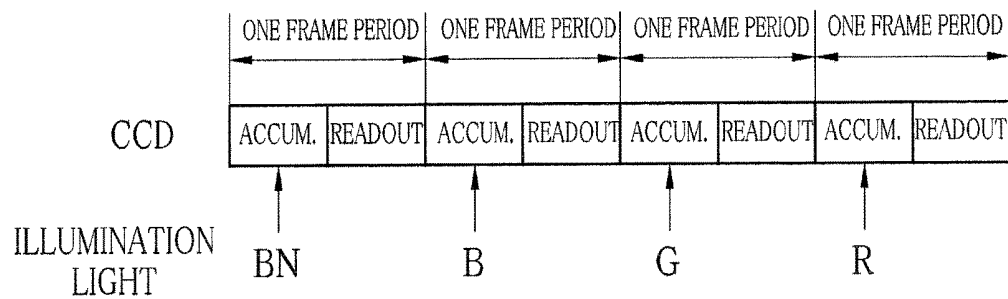 ONE FRAME PERIOD ONE FRAME PERIOD ONE FRAME PERIOD ONE FRAME PERIOD
CCD ACCUM. READOUT ACCUM. READOUT ACCUM. READOUT ACCUM. READOUT
ILLUMINATION
LIGHT BN B G R